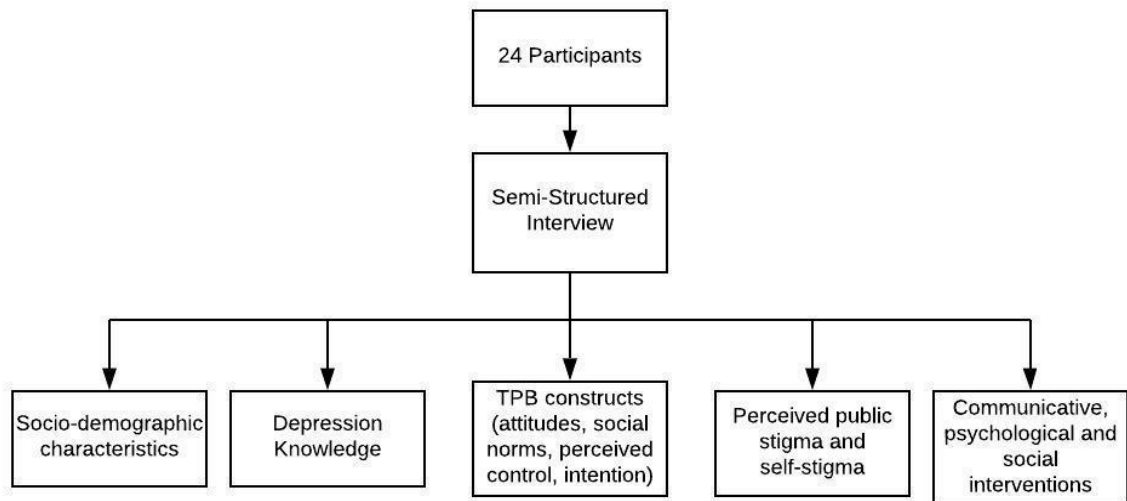 24 Participants
Semi-Structured
Interview
Socio-demographic
characteristics
Depression
Knowledge
TPB constructs
(attitudes, social
norms, perceived
control, intention)
Perceived public
stigma and
self-stigma
Communicative,
psychological and
social
interventions